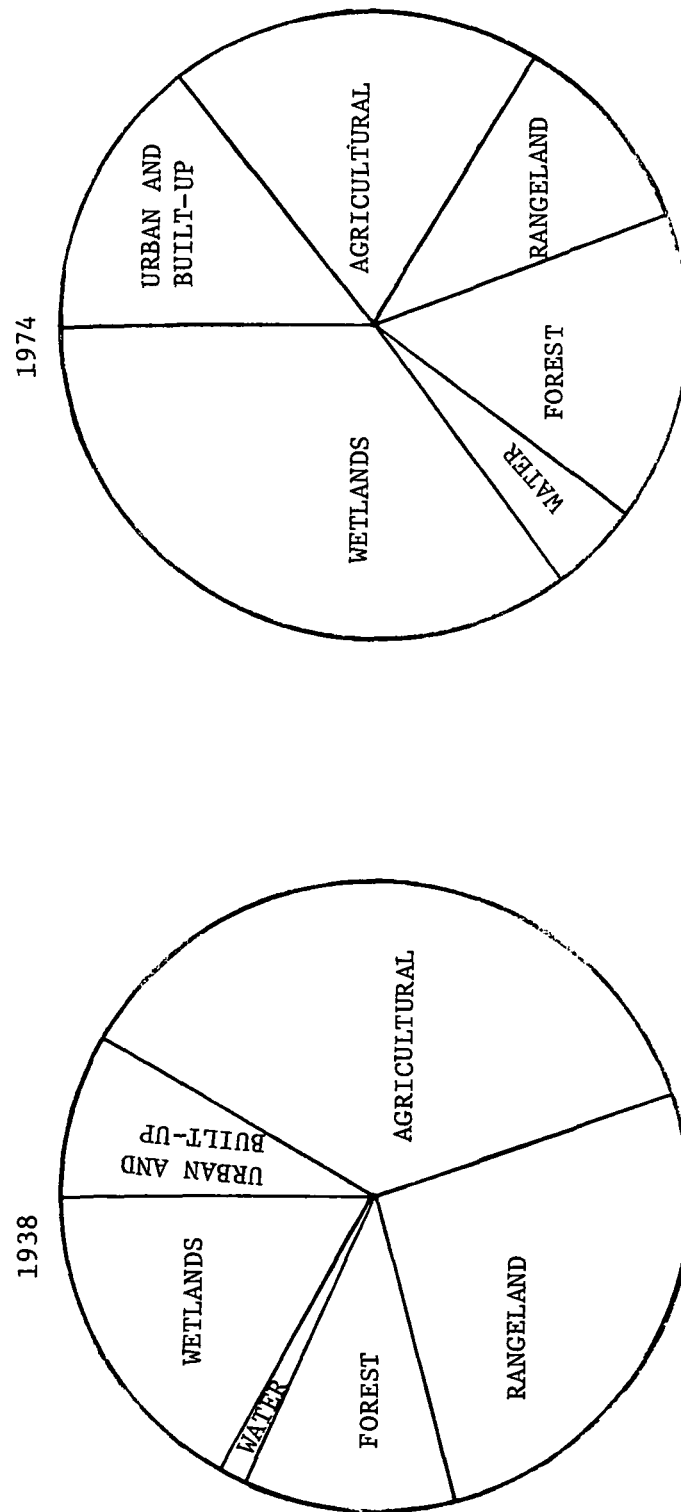 1938
WETLANDS
URBAN AND
BUILT-UP
WATER
FOREST
AGRICULTURAL
RANGELAND
1974
URBAN AND
BUILT-UP
WETLANDS
AGRICULTURAL
WATER
FOREST
RANGELAND